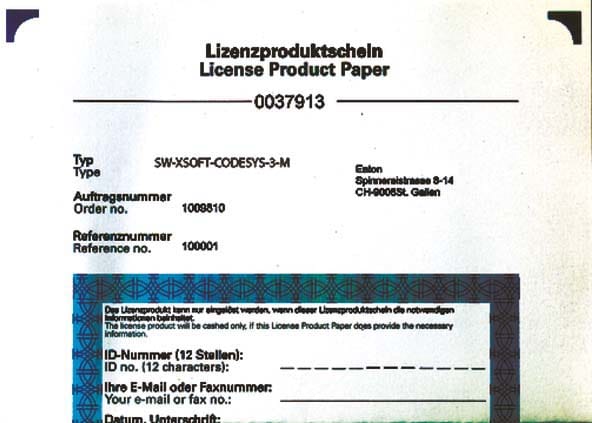 Lizenzproduktschein
License Product Paper
0037913
Typ
Type
SW-XSOFT-CODESYS-3-M
Eaton
Spinnereistrasse 8-14
CH-9008St. Gallen
Auftragsnummer
Order no.
1009810
Referenznummer
Reference no.
100001
Das Lizenzprodukt kann nur eingelöst werden, wenn dieser Lizenzproduktschein die notwendigen
Informationen beinhaltet.
The license product will be cashed only, if this License Product Paper does provide the necessary
information.
ID-Nummer (12 Stellen):
ID no. (12 characters):
Ihre E-Mail oder Faxnummer:
Your e-mail or fax no.:
Datum, Unterschrift: